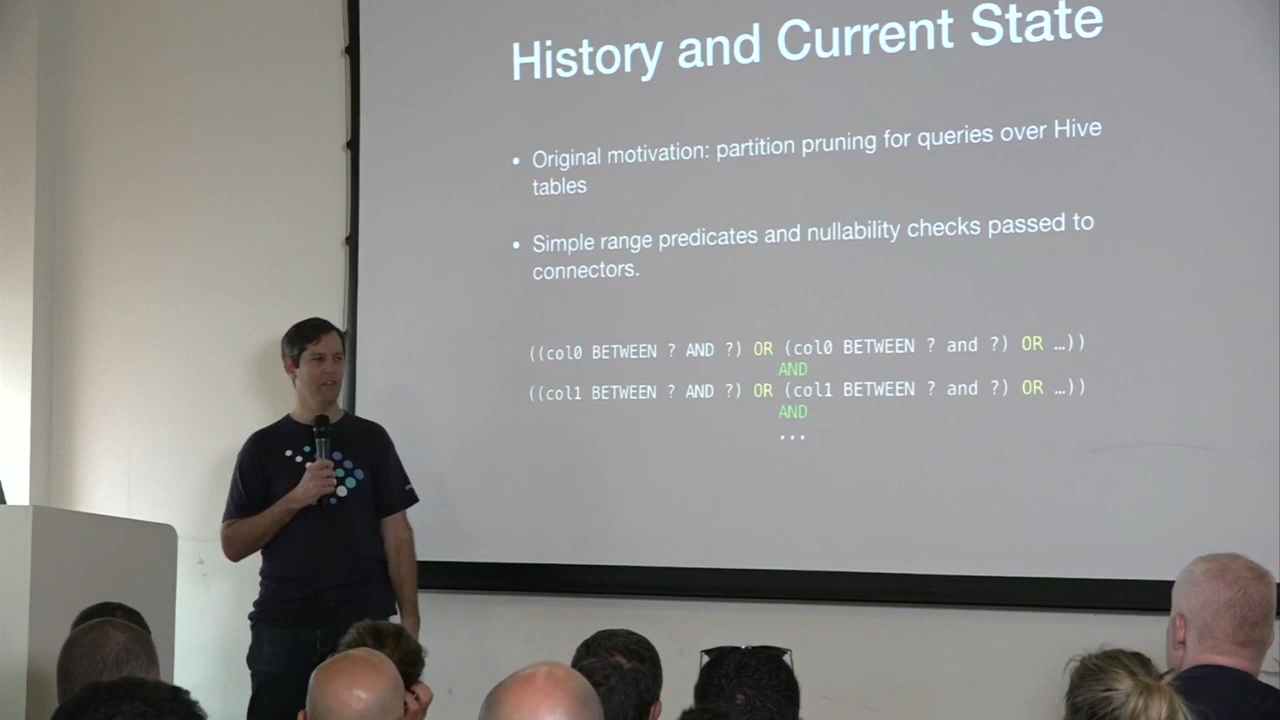 History and Current State
• Original motivation: partition pruning for queries over Hive
tables
• Simple range predicates and nullability checks passed to
connectors.
((col0 BETWEEN ? AND ?) OR (col0 BETWEEN ? and ?) OR …))
AND
((col1 BETWEEN ? AND ?) OR (col1 BETWEEN ? and ?) OR …))
AND
...